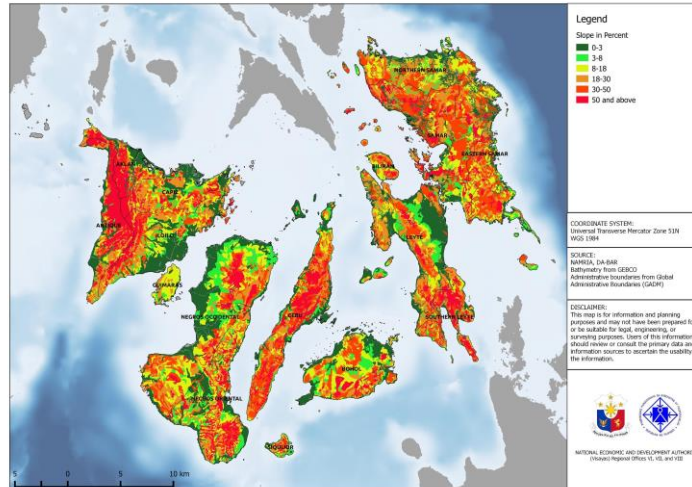 Legend
Slope in Percent
0-3
3-8
8-18
18-30
30-50
50 and above
NORTHERN SAMAR
SAMAR
EASTERN SAMAR
BILIRAN
AKLAN
CAPIZ
ANTIQUE
ILOILO
LEYTE
GUIMARAS
NEGROS OCCIDENTAL
CEBU
SOUTHERN LEYTE
BOHOL
NEGROS ORIENTAL
SIQUIJOR
5 0 5 10 km
COORDINATE SYSTEM:
Universal Transverse Mercator Zone 51N
WGS 1984
SOURCE:
NAMRIA, DA-BAR
Bathymetry from GEBCO
Administrative boundaries from Global
Administrative Boundaries (GADM)
DISCLAIMER:
This map is for information and planning
purposes and may not have been prepared fo
or be suitable for legal, engineering, or
surveying purposes. Users of this information
should review or consult the primary data and
information sources to ascertain the usability
the information.
NATIONAL ECONOMIC AND DEVELOPMENT AUTHORI
(Visayas) Regional Offices VI, VII, and VIII